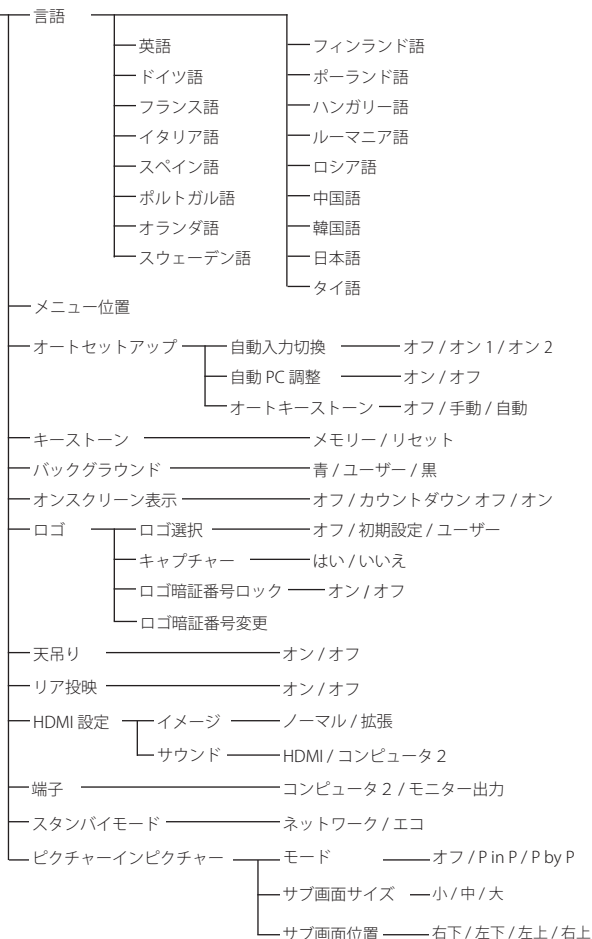 言語
英語 フィンランド語
ドイツ語 ポーランド語
フランス語 ハンガリー語
イタリア語 ルーマニア語
スペイン語 ロシア語
ポルトガル語 中国語
オランダ語 韓国語
スウェーデン語 日本語
タイ語
メニュー位置
オートセットアップ 自動入力切換 オフ / オン 1 / オン 2
自動 PC 調整 オン / オフ
オートキーストーン オフ / 手動 / 自動
キーストーン メモリー / リセット
バックグラウンド 青 / ユーザー / 黒
オンスクリーン表示 オフ / カウントダウン オフ / オン
ロゴ ロゴ選択 オフ / 初期設定 / ユーザー
キャプチャー はい / いいえ
ロゴ暗証番号ロック オン / オフ
ロゴ暗証番号変更
天吊り オン / オフ
リア投映 オン / オフ
HDMI 設定 イメージ ノーマル / 拡張
サウンド HDMI / コンピュータ 2
端子 コンピュータ 2 / モニター出力
スタンバイモード ネットワーク / エコ
ピクチャーインピクチャー モード オフ / P in P / P by P
サブ画面サイズ 小 / 中 / 大
サブ画面位置 右下 / 左下 / 左上 / 右上